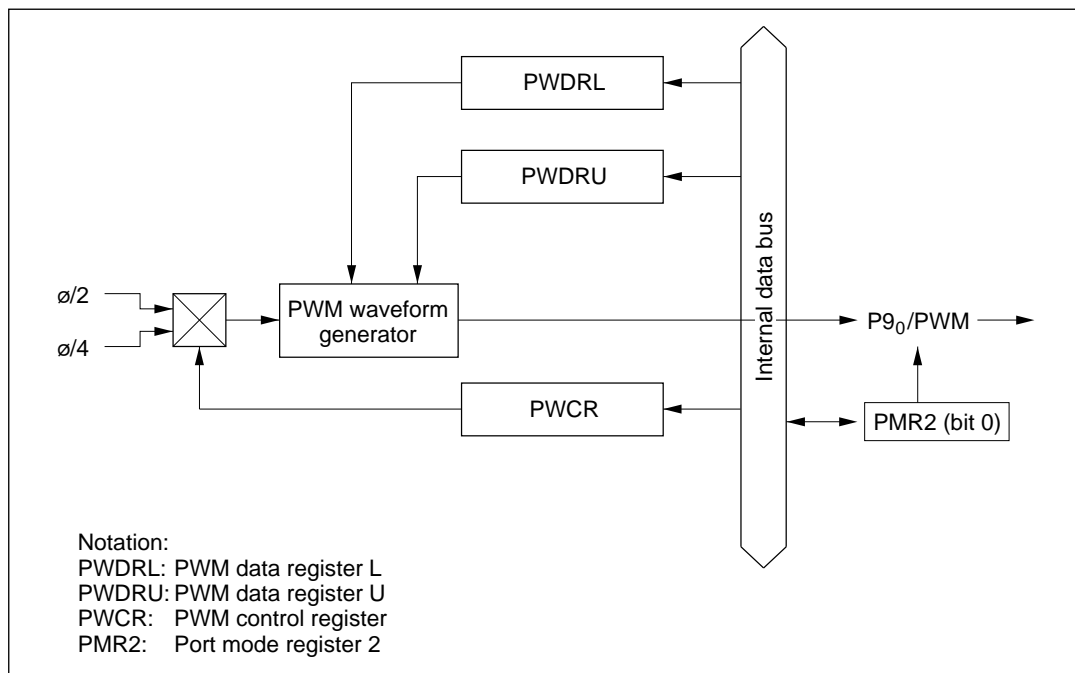 PWDRL
PWDRU
Internal data bus
ø/2
ø/4
PWM waveform
generator
P9₀/PWM
PWCR
PMR2 (bit 0)
Notation:
PWDRL: PWM data register L
PWDRU: PWM data register U
PWCR: PWM control register
PMR2: Port mode register 2